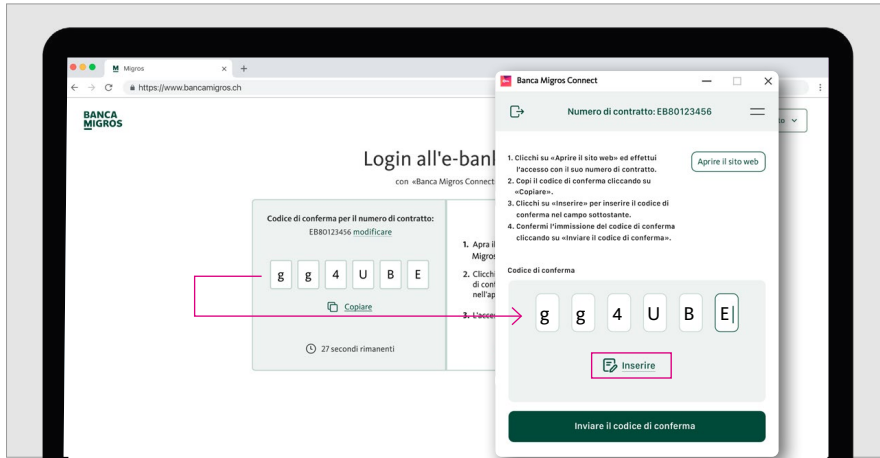 M Migros × +
https://www.bancamigros.ch
BANCA
MIGROS
Login all'e-bank
con «Banca Migros Connect
Codice di conferma per il numero di contratto:
EB80123456 modificare
g g 4 U B E
Copiare
27 secondi rimanenti
1. Apra il
Migros
2. Clicchi
di conf
nell'ap
3. L'acces
Banca Migros Connect
Numero di contratto: EB80123456
1. Clicchi su «Aprire il sito web» ed effettui
l'accesso con il suo numero di contratto.
2. Copi il codice di conferma cliccando su
«Copiare».
3. Clicchi su «Inserire» per inserire il codice di
conferma nel campo sottostante.
4. Confermi l'immissione del codice di conferma
cliccando su «Inviare il codice di conferma».
Aprire il sito web
Codice di conferma
g g 4 U B E
Inserire
Inviare il codice di conferma